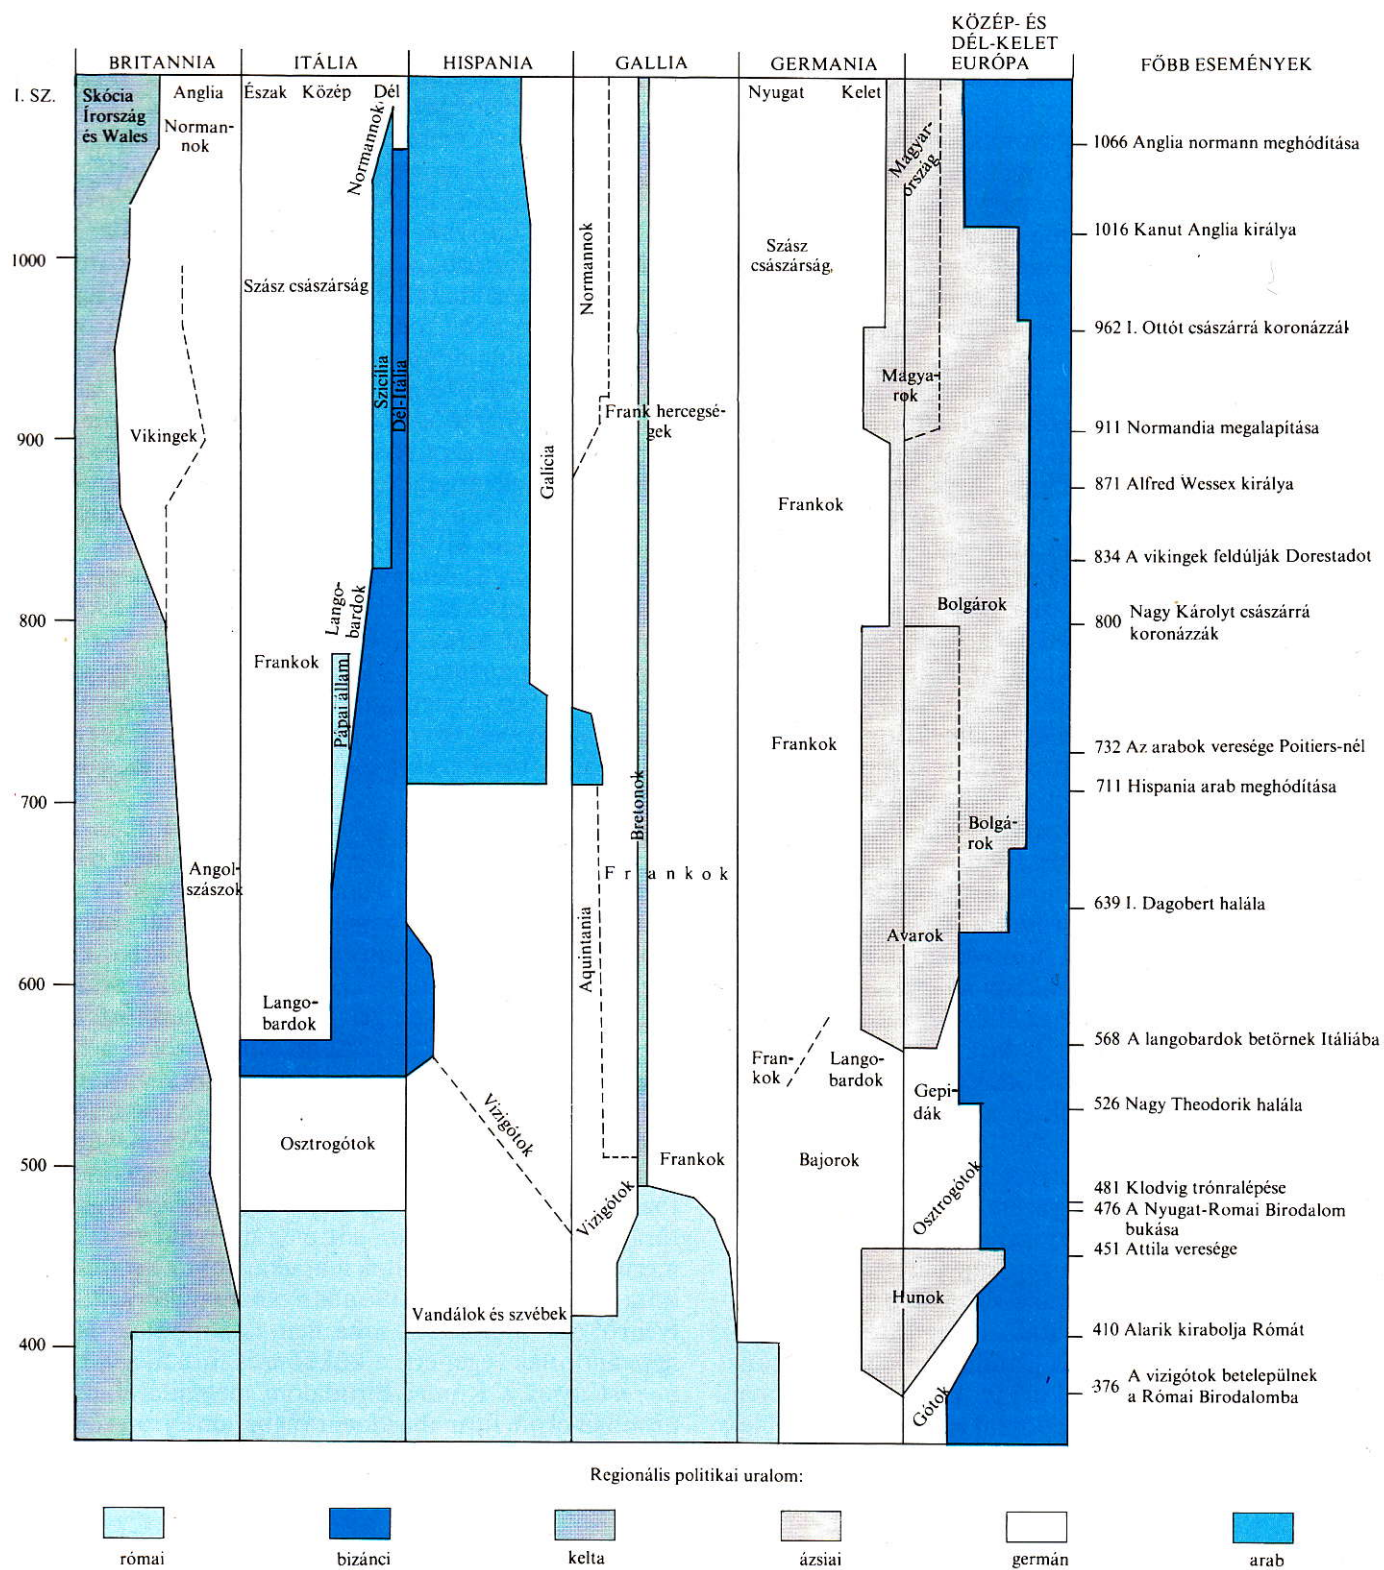 KÖZÉP- ÉS
DÉL-KELET
BRITANNIA ITÁLIA HISPANIA GALLIA GERMANIA EURÓPA FŐBB ESEMÉNYEK
I. SZ.
Skócia
Írország
és Wales
Anglia
Norman-
nok
Vikingek
Angol-
szászok
Észak Közép Dél
Normannok
Szász császárság
Szicília
Dél-Itália
Lango-
bardok
Frankok
Pápai állam
Lango-
bardok
Osztrogótok
Galícia
Vizigótok
Vandálok és szvébek
Normannok
Frank hercegsé-
gek
Bretonok
Frankok
Aquintania
Frankok
Vizigótok
Nyugat Kelet
Szász
császárság
Frankok
Frankok
Fran-
kok
Lango-
bardok
Bajorok
Magyar-
ország
Magya-
rok
Bolgárok
Bolgá-
rok
Avarok
Gepi-
dák
Osztrogótok
Hunok
Gótok
1000
900
800
700
600
500
400
1066 Anglia normann meghódítása
1016 Kanut Anglia királya
962 I. Ottót császárrá koronázzák
911 Normandia megalapítása
871 Alfred Wessex királya
834 A vikingek feldúlják Dorestadot
800 Nagy Károlyt császárrá
koronázzák
732 Az arabok veresége Poitiers-nél
711 Hispania arab meghódítása
639 I. Dagobert halála
568 A langobardok betörnek Itáliába
526 Nagy Theodorik halála
481 Klodvig trónralépése
476 A Nyugat-Romai Birodalom
bukása
451 Attila veresége
410 Alarik kirabolja Rómát
376 A vizigótok betelepülnek
a Római Birodalomba
Regionális politikai uralom:
római bizánci kelta ázsiai germán arab